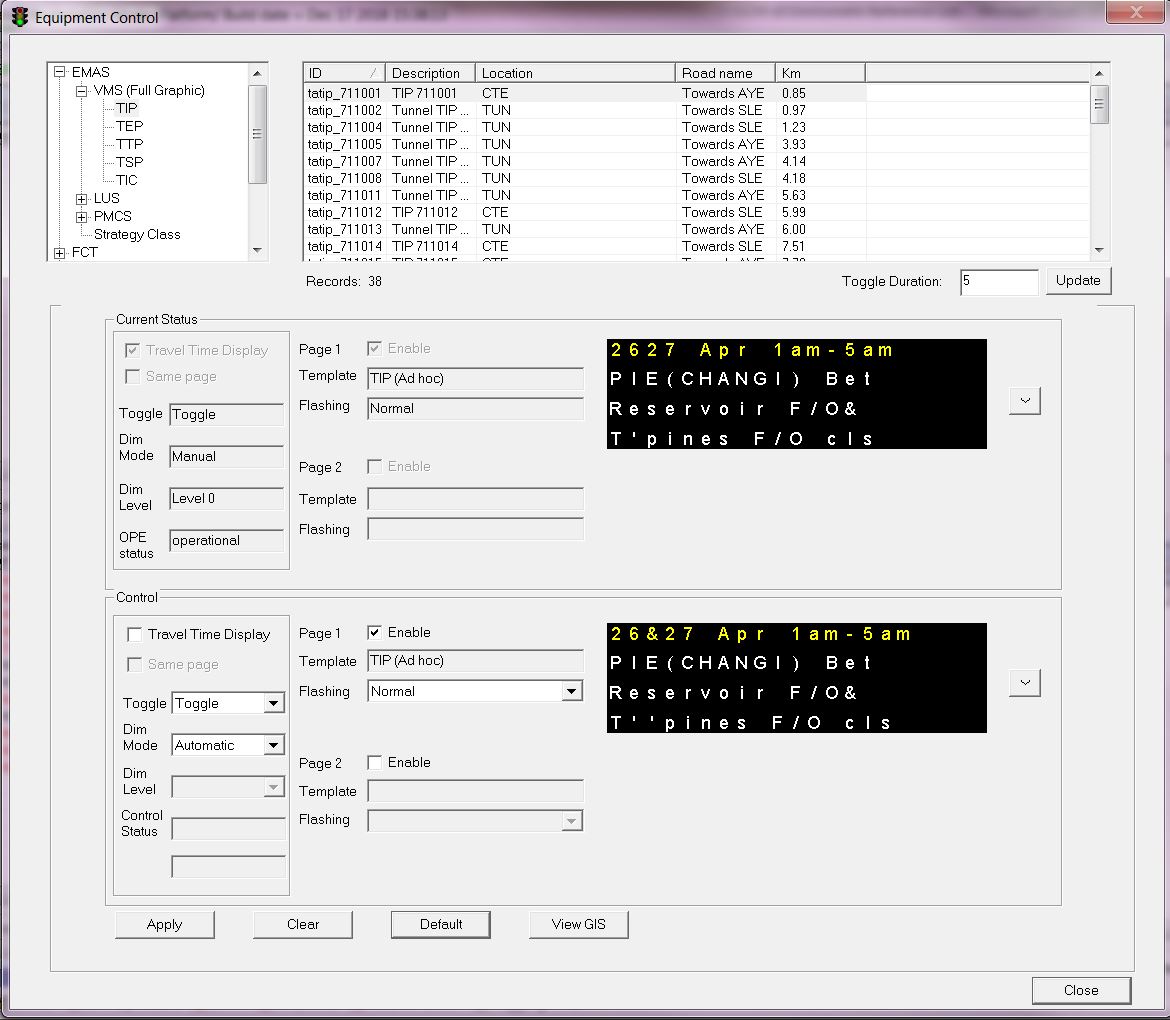 Equipment Control
EMAS
VMS (Full Graphic)
TIP
TEP
TTP
TSP
TIC
LUS
PMCS
Strategy Class
FCT
ID Description Location Road name Km
tatip_711001 TIP 711001 CTE Towards AYE 0.85
tatip_711002 Tunnel TIP ... TUN Towards SLE 0.97
tatip_711004 Tunnel TIP ... TUN Towards SLE 1.23
tatip_711005 Tunnel TIP ... TUN Towards AYE 3.93
tatip_711007 Tunnel TIP ... TUN Towards AYE 4.14
tatip_711008 Tunnel TIP ... TUN Towards SLE 4.18
tatip_711011 Tunnel TIP ... TUN Towards AYE 5.63
tatip_711012 TIP 711012 CTE Towards SLE 5.99
tatip_711013 Tunnel TIP ... TUN Towards AYE 6.00
tatip_711014 TIP 711014 CTE Towards SLE 7.51
Records: 38
Toggle Duration: 5 Update
Current Status
Travel Time Display
Same page
Toggle Toggle
Dim Mode Manual
Dim Level Level 0
OPE status operational
Page 1 Enable
Template TIP (Ad hoc)
Flashing Normal
Page 2 Enable
Template
Flashing
2627 Apr 1am-5am
PIE(CHANGI) Bet
Reservoir F/O&
T'pines F/O cls
Control
Travel Time Display
Same page
Toggle Toggle
Dim Mode Automatic
Dim Level
Control Status
Page 1 Enable
Template TIP (Ad hoc)
Flashing Normal
Page 2 Enable
Template
Flashing
26&27 Apr 1am-5am
PIE(CHANGI) Bet
Reservoir F/O&
T''pines F/O cls
Apply Clear Default View GIS
Close